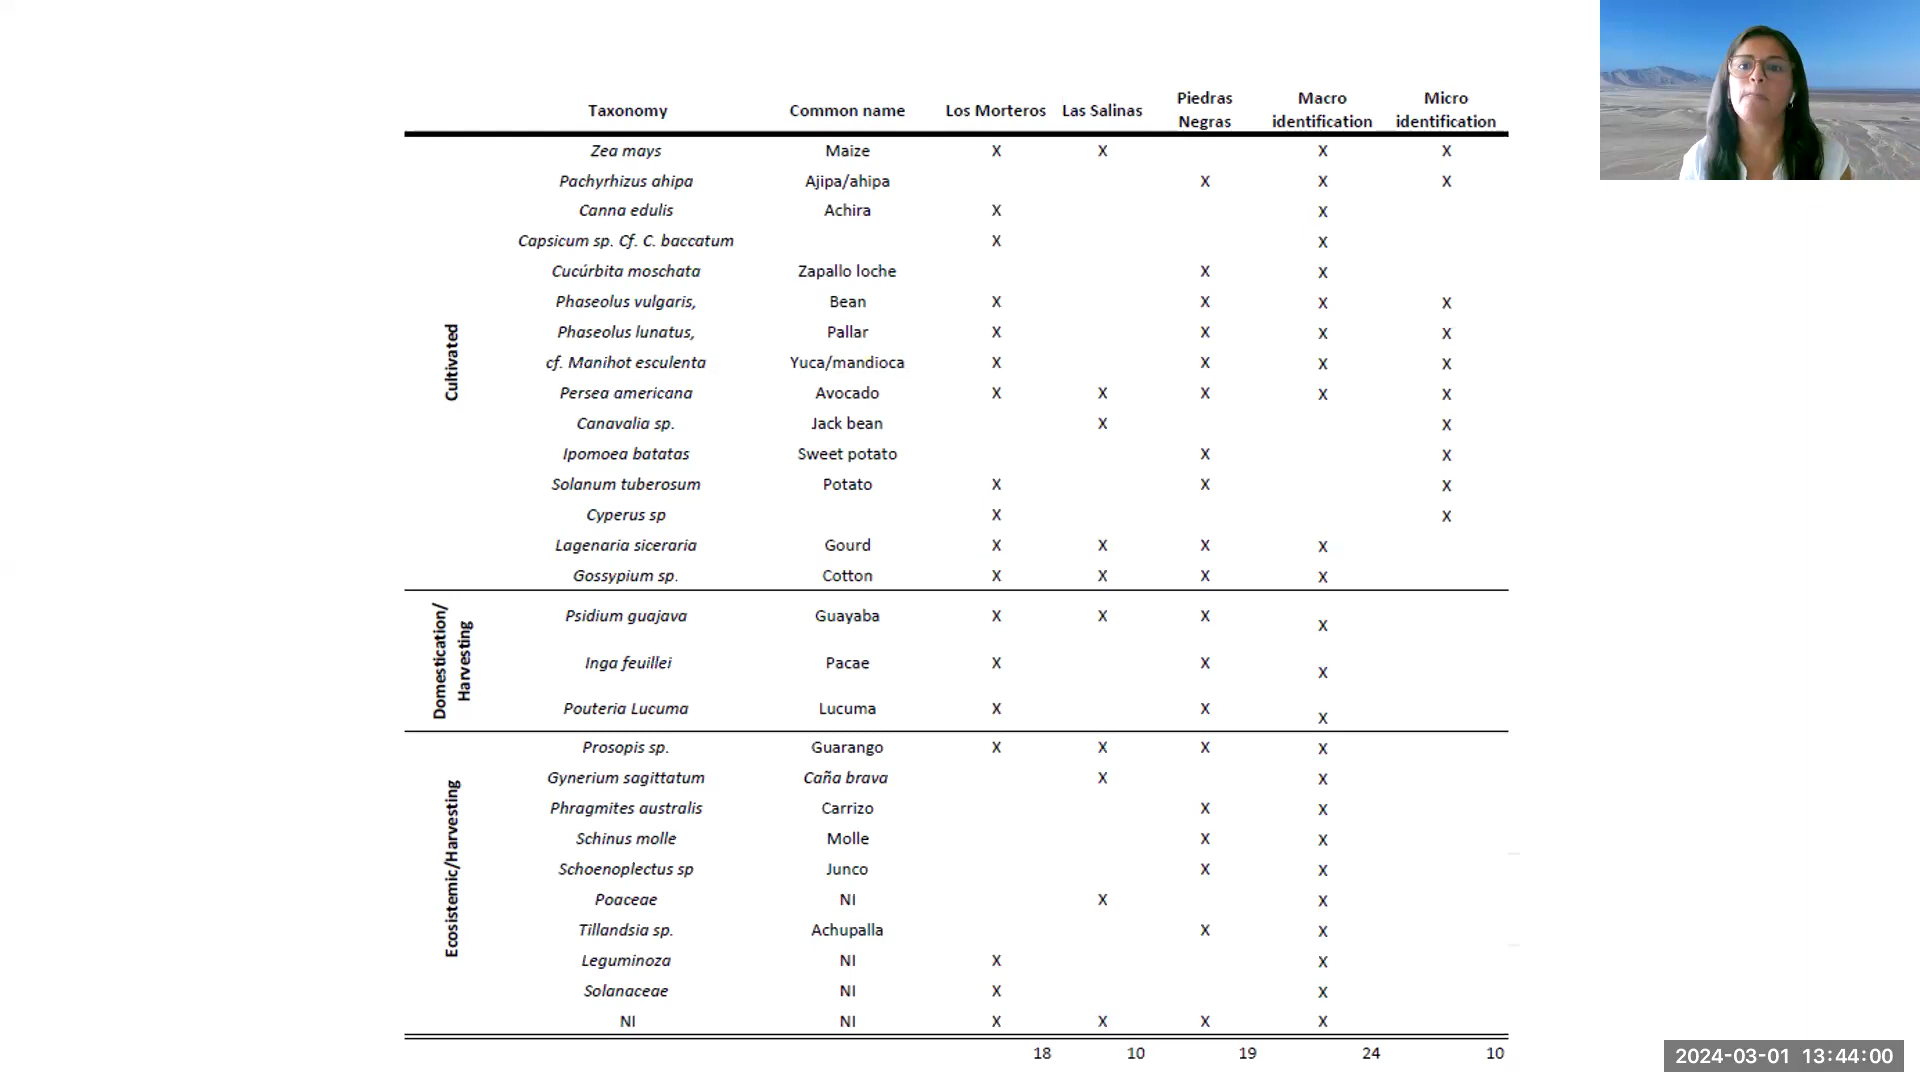 Taxonomy Common name Los Morteros Las Salinas Piedras Negras Macro identification Micro identification
Cultivated
Zea mays Maize X X X X
Pachyrhizus ahipa Ajipa/ahipa X X X
Canna edulis Achira X X
Capsicum sp. Cf. C. baccatum X X
Cucúrbita moschata Zapallo loche X X
Phaseolus vulgaris, Bean X X X X
Phaseolus lunatus, Pallar X X X X
cf. Manihot esculenta Yuca/mandioca X X X X
Persea americana Avocado X X X X X
Canavalia sp. Jack bean X X
Ipomoea batatas Sweet potato X X
Solanum tuberosum Potato X X X
Cyperus sp X X
Lagenaria siceraria Gourd X X X X
Gossypium sp. Cotton X X X X
Domestication/
Harvesting
Psidium guajava Guayaba X X X X
Inga feuillei Pacae X X X
Pouteria Lucuma Lucuma X X X
Ecosistemic/Harvesting
Prosopis sp. Guarango X X X X
Gynerium sagittatum Caña brava X X
Phragmites australis Carrizo X X
Schinus molle Molle X X
Schoenoplectus sp Junco X X
Poaceae NI X X
Tillandsia sp. Achupalla X X
Leguminoza NI X X
Solanaceae NI X X
NI NI X X X X
18 10 19 24 10
2024-03-01 13:44:00